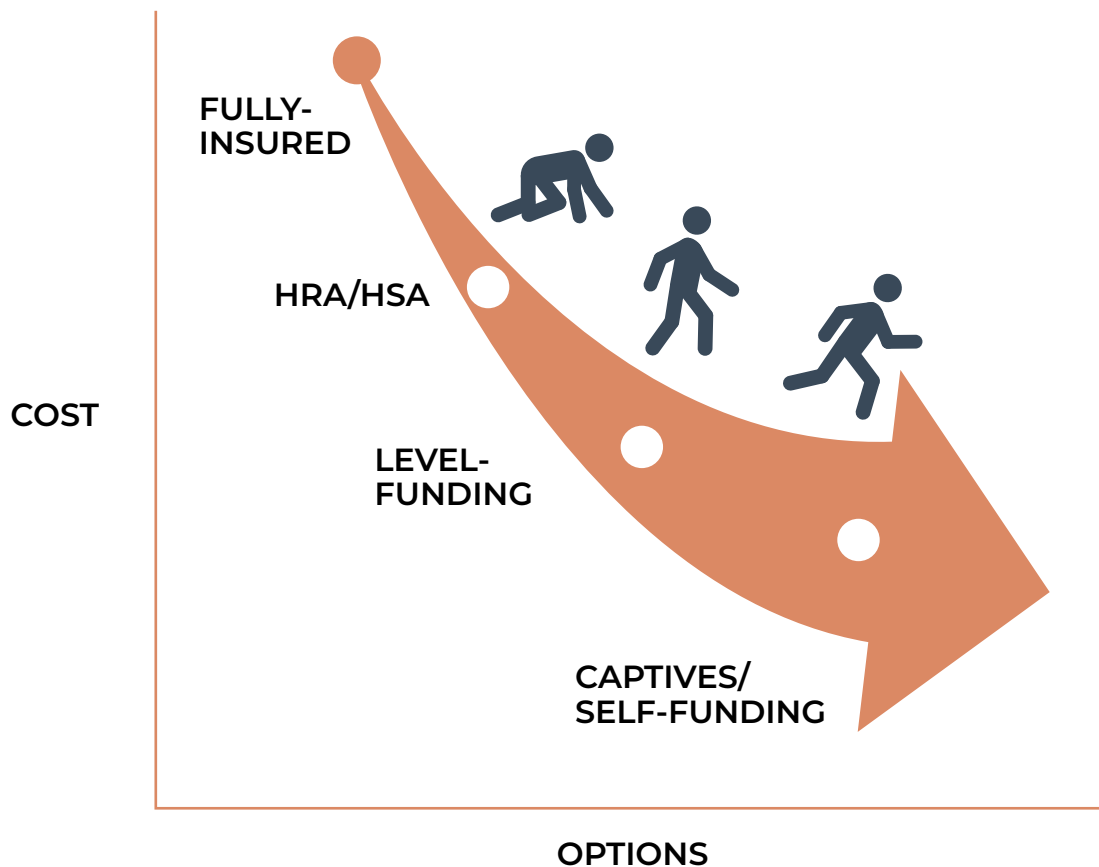 FULLY-
INSURED
HRA/HSA
COST
LEVEL-
FUNDING
CAPTIVES/
SELF-FUNDING
OPTIONS